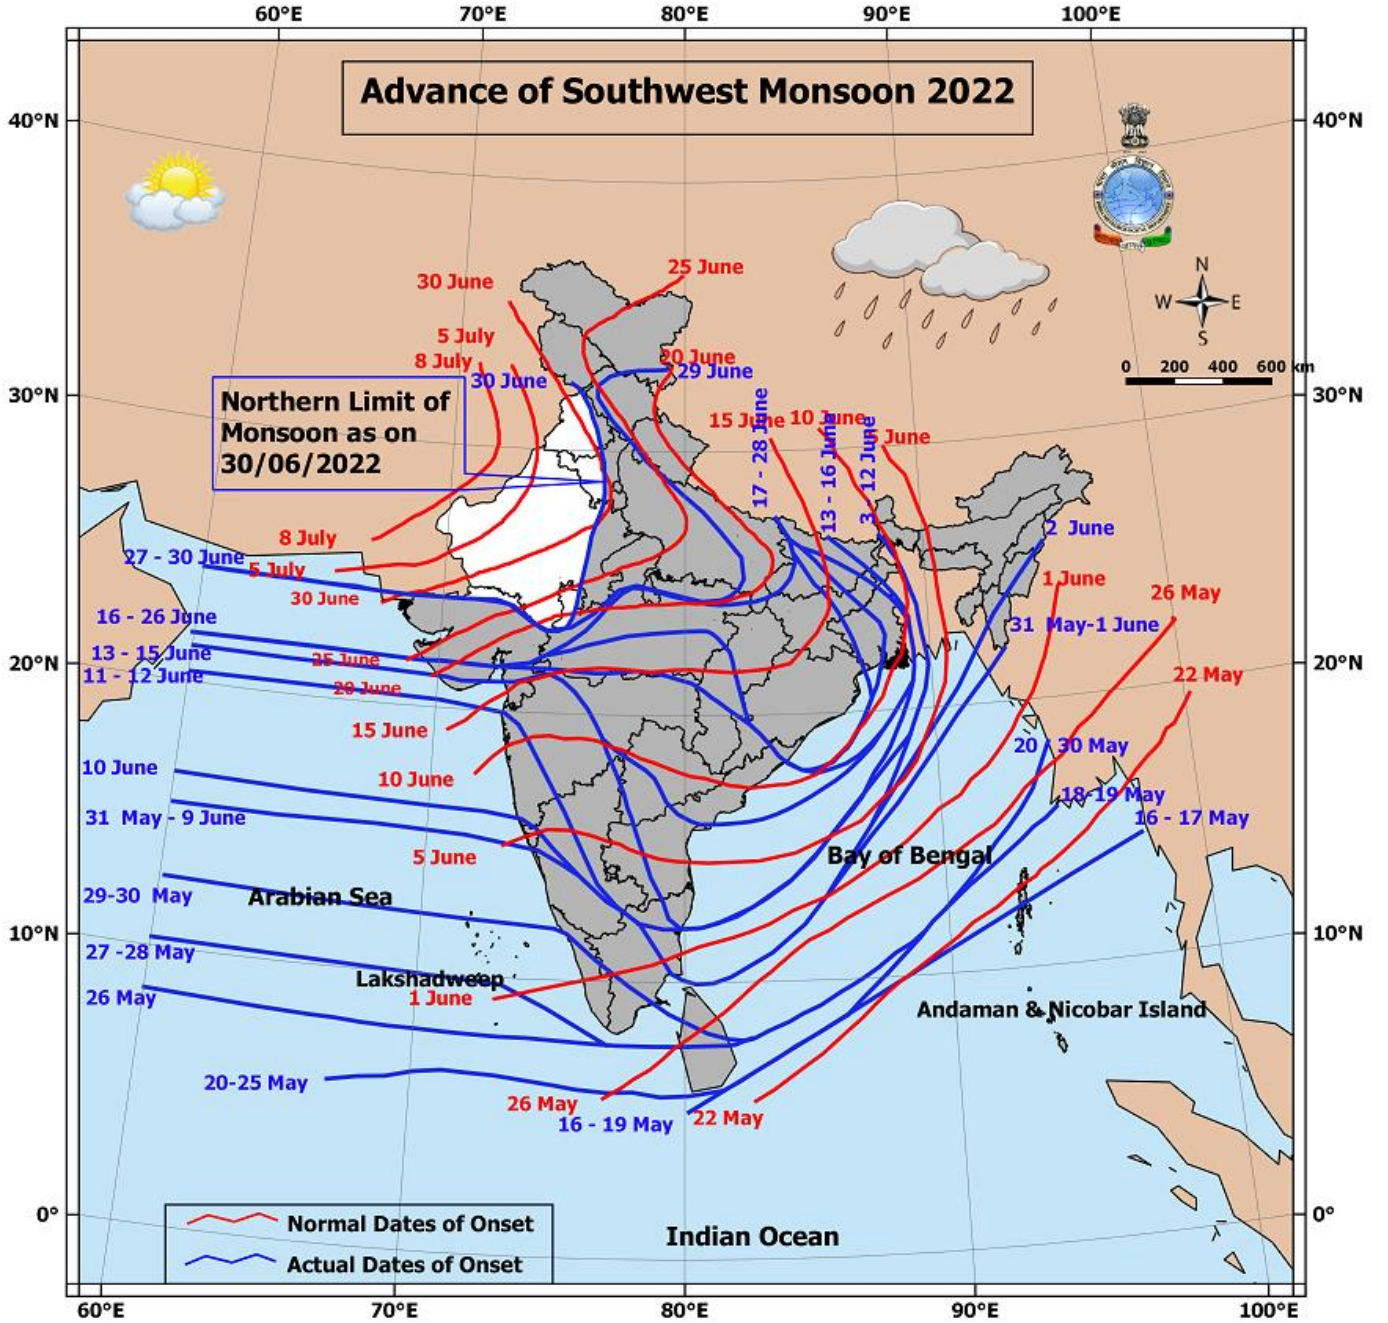 60°E 70°E 80°E 90°E 100°E
Advance of Southwest Monsoon 2022
40°N 40°N
N
W E
S
25 June
30 June
5 July
20 June
8 July
30 June
29 June
0 200 400 600 km
30°N 30°N
Northern Limit of
Monsoon as on
30/06/2022
15 June
10 June
5 June
17 - 28 June
13 - 16 June
3 - 12 June
2 June
8 July
27 - 30 June
5 July
1 June
26 May
30 June
16 - 26 June
31 May-1 June
13 - 15 June
25 June
20°N 20°N
11 - 12 June
22 May
20 June
15 June
20 - 30 May
10 June
10 June
18-19 May
31 May - 9 June
16 - 17 May
5 June
Bay of Bengal
29-30 May
Arabian Sea
10°N 10°N
27 -28 May
Lakshadweep
26 May
1 June
Andaman & Nicobar Island
20-25 May
26 May
16 - 19 May
22 May
0° 0°
Normal Dates of Onset
Indian Ocean
Actual Dates of Onset
60°E 70°E 80°E 90°E 100°E